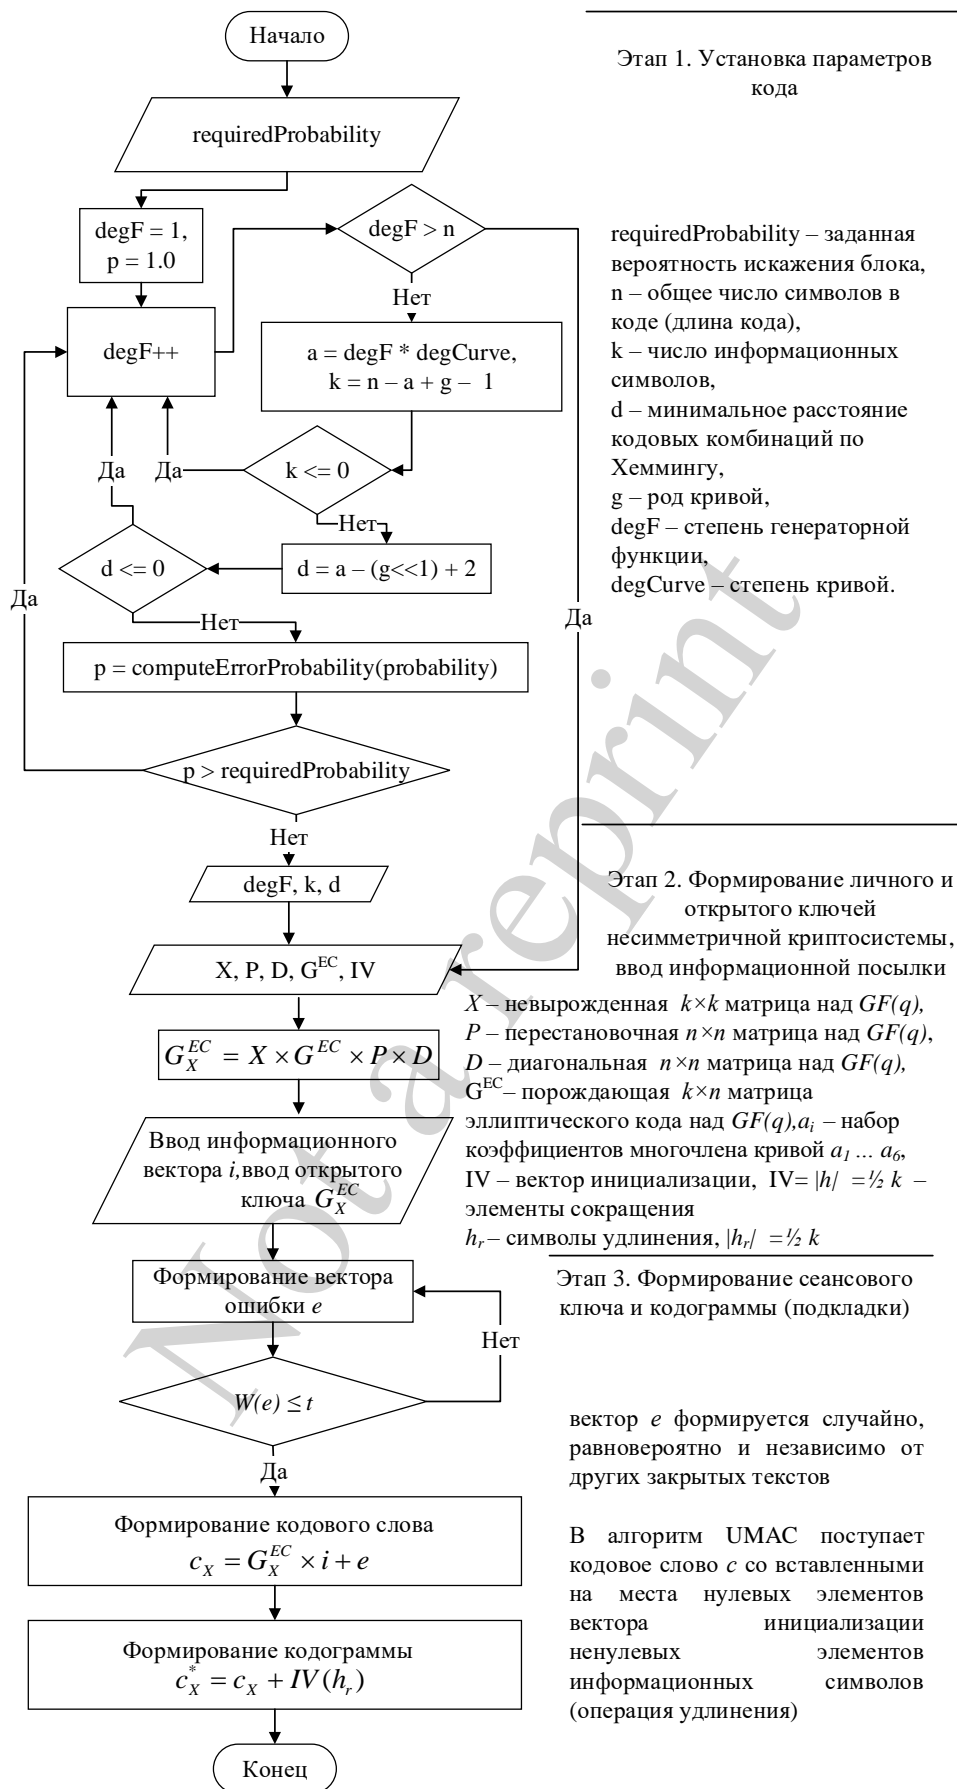 Начало
Этап 1. Установка параметров
кода
requiredProbability
degF = 1,
p = 1.0
degF > n
requiredProbability – заданная
вероятность искажения блока,
n – общее число символов в
коде (длина кода),
k – число информационных
символов,
d – минимальное расстояние
кодовых комбинаций по
Хеммингу,
g – род кривой,
degF – степень генераторной
функции,
degCurve – степень кривой.
Нет
degF++
a = degF * degCurve,
k = n – a + g – 1
Да
Да
k <= 0
Нет
d <= 0
d = a – (g<<1) + 2
Да
Да
Нет
p = computeErrorProbability(probability)
p > requiredProbability
Нет
degF, k, d
Этап 2. Формирование личного и
открытого ключей
несимметричной криптосистемы,
ввод информационной посылки
X, P, D, G^EC, IV
X – невырожденная k×k матрица над GF(q),
P – перестановочная n×n матрица над GF(q),
D – диагональная n×n матрица над GF(q),
G^EC – порождающая k×n матрица
эллиптического кода над GF(q),a_i – набор
коэффициентов многочлена кривой a_1 ... a_6,
IV – вектор инициализации, IV= |h| =½ k –
элементы сокращения
h_r – символы удлинения, |h_r| =½ k
G_X^EC = X × G^EC × P × D
Ввод информационного
вектора i,ввод открытого
ключа G_X^EC
Этап 3. Формирование сеансового
ключа и кодограммы (подкладки)
Формирование вектора
ошибки e
Нет
W(e) ≤ t
Да
вектор e формируется случайно,
равновероятно и независимо от
других закрытых текстов
Формирование кодового слова
c_X = G_X^EC × i + e
В алгоритм UMAC поступает
кодовое слово c со вставленными
на места нулевых элементов
вектора инициализации
ненулевых элементов
информационных символов
(операция удлинения)
Формирование кодограммы
c_X^* = c_X + IV(h_r)
Конец
Not a reprint